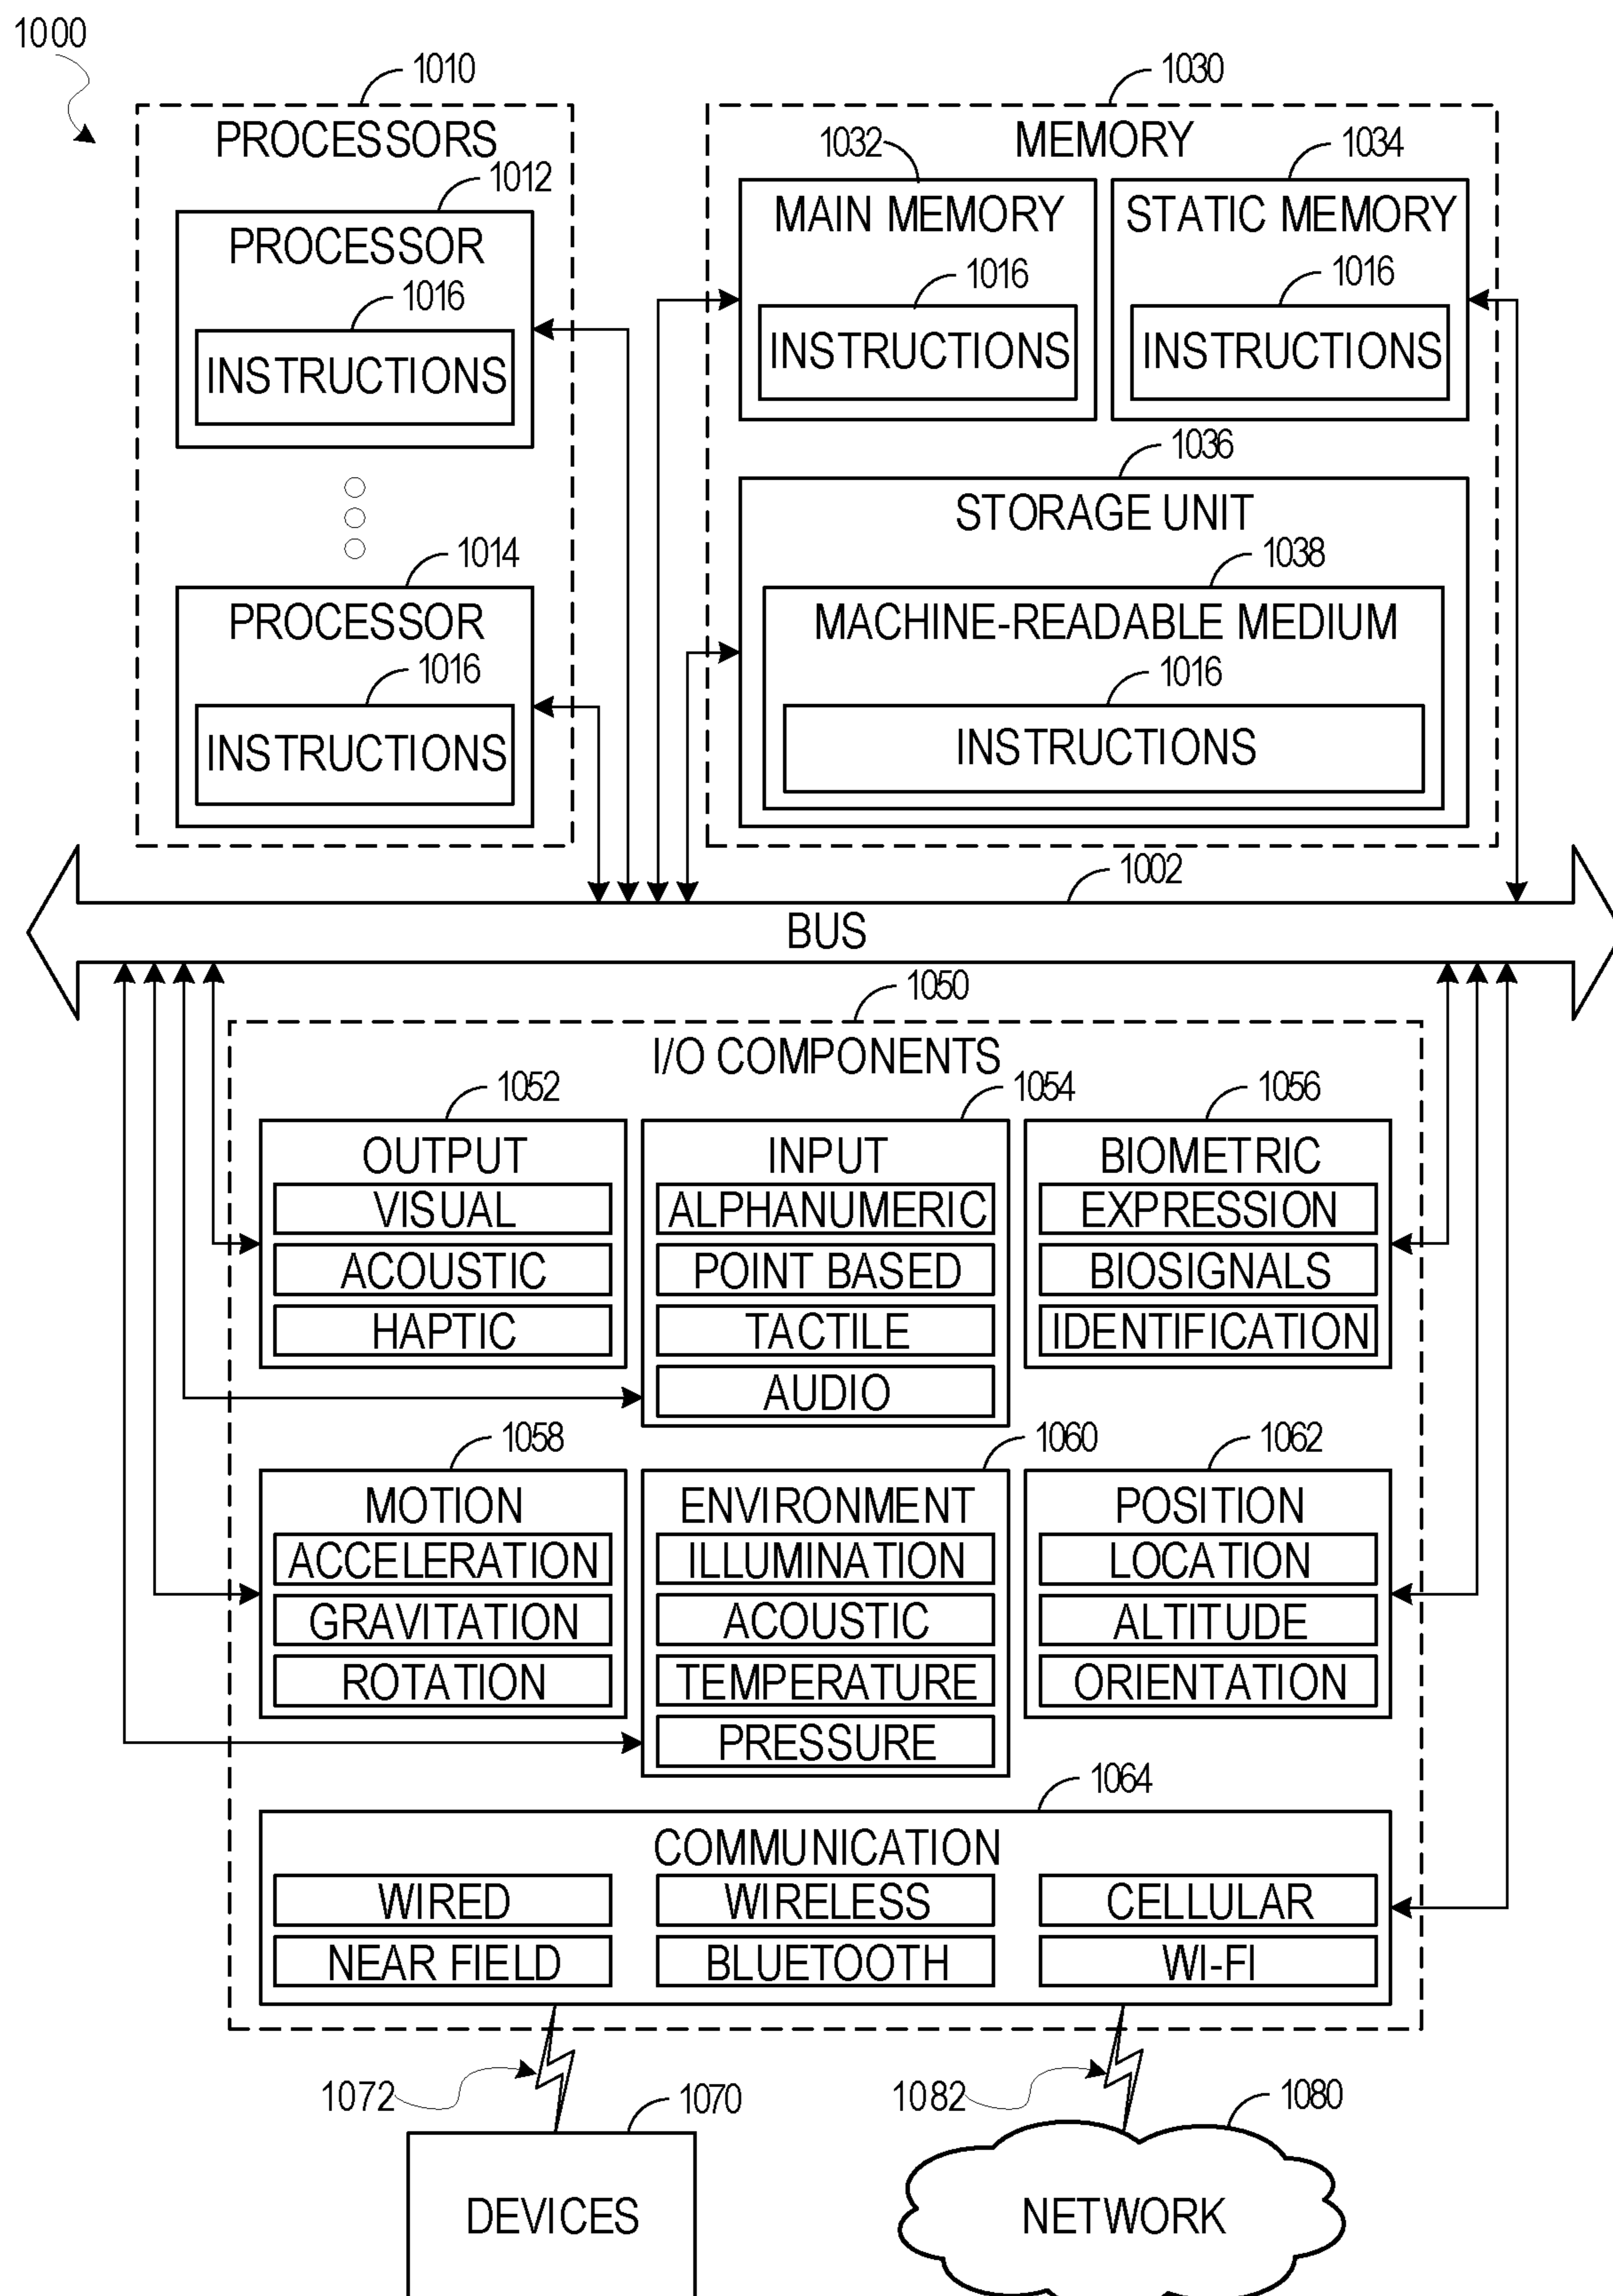 1000
1010
1030
PROCESSORS
MEMORY
1012
1032
1034
PROCESSOR
MAIN MEMORY
STATIC MEMORY
1016
1016
1016
INSTRUCTIONS
INSTRUCTIONS
INSTRUCTIONS
1036
STORAGE UNIT
1014
1038
PROCESSOR
MACHINE-READABLE MEDIUM
1016
1016
INSTRUCTIONS
INSTRUCTIONS
1002
BUS
1050
I/O COMPONENTS
1052
1054
1056
OUTPUT
VISUAL
ACOUSTIC
HAPTIC
INPUT
ALPHANUMERIC
POINT BASED
TACTILE
AUDIO
BIOMETRIC
EXPRESSION
BIOSIGNALS
IDENTIFICATION
1058
1060
1062
MOTION
ACCELERATION
GRAVITATION
ROTATION
ENVIRONMENT
ILLUMINATION
ACOUSTIC
TEMPERATURE
PRESSURE
POSITION
LOCATION
ALTITUDE
ORIENTATION
1064
COMMUNICATION
WIRED
WIRELESS
CELLULAR
NEAR FIELD
BLUETOOTH
WI-FI
1072
1070
1082
1080
DEVICES
NETWORK